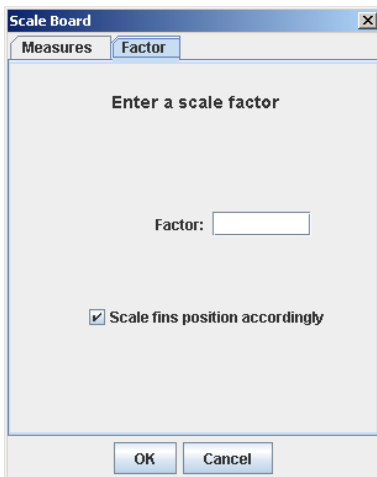 Scale Board
Measures Factor
Enter a scale factor
Factor:
Scale fins position accordingly
OK Cancel